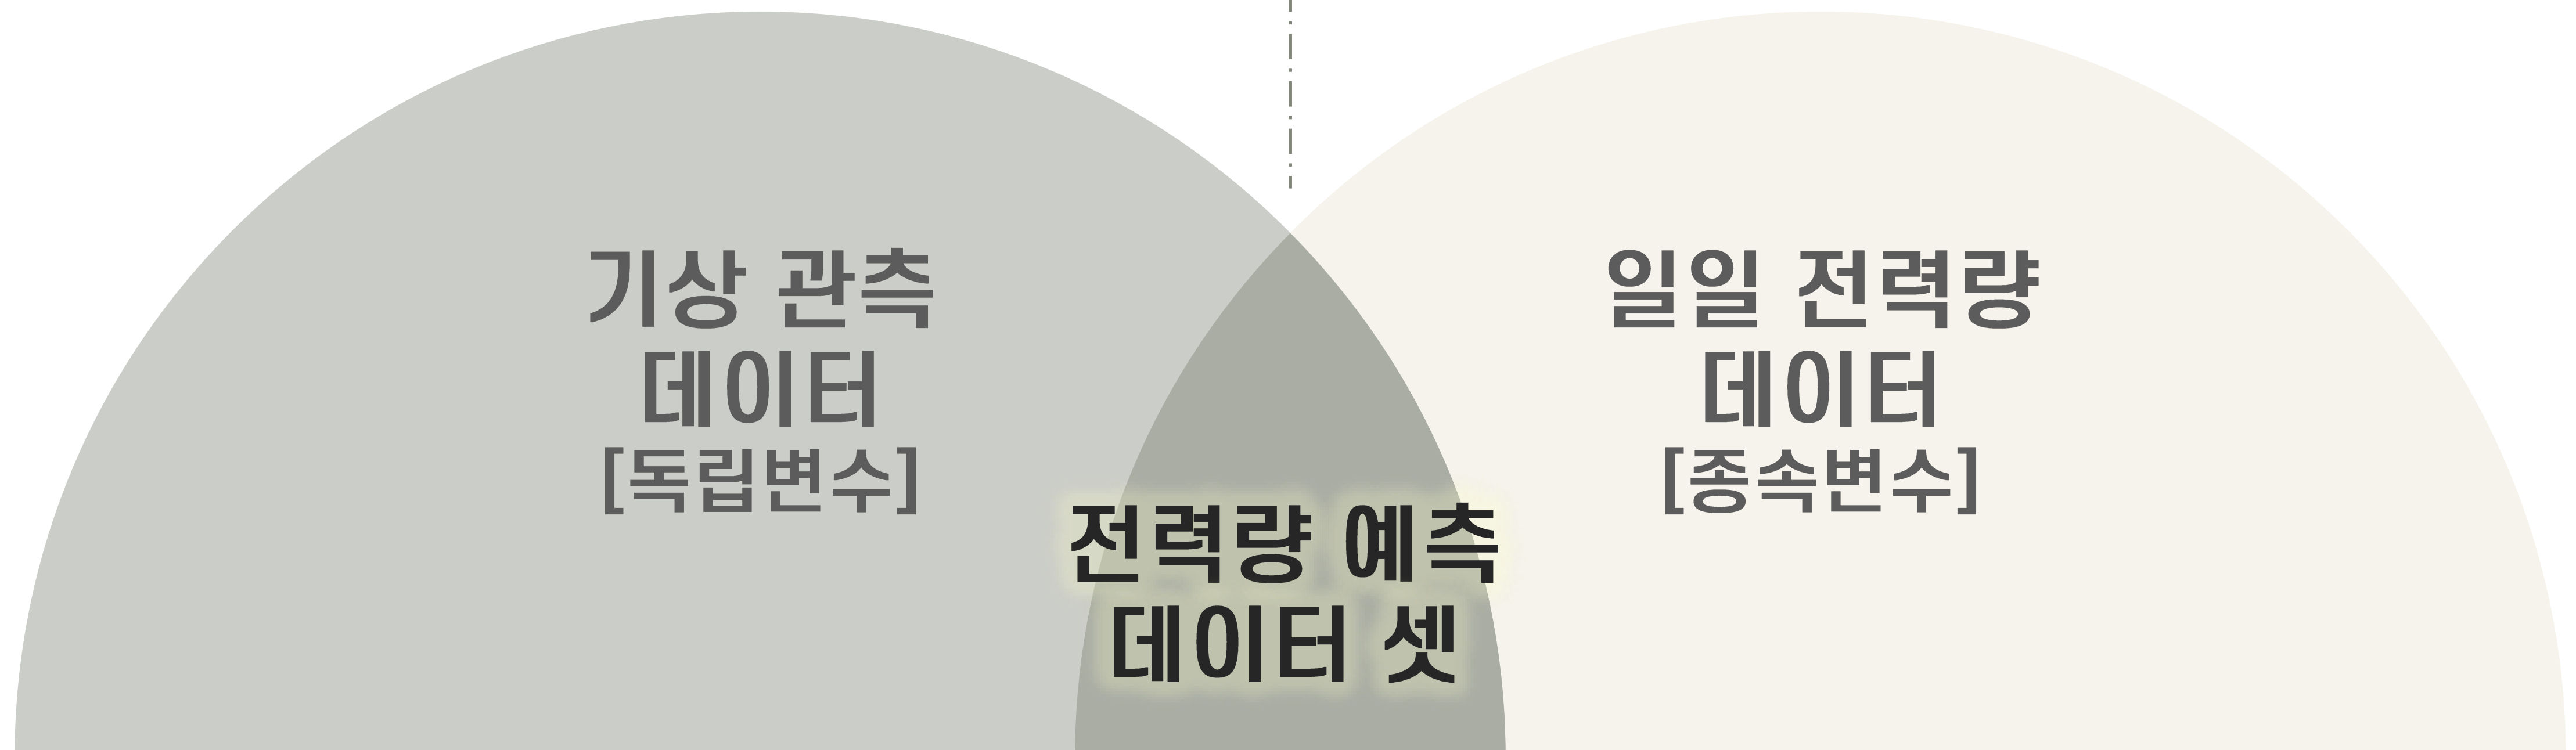 기상 관측
데이터
[독립변수]
일일 전력량
데이터
[종속변수]
전력량 예측
데이터 셋